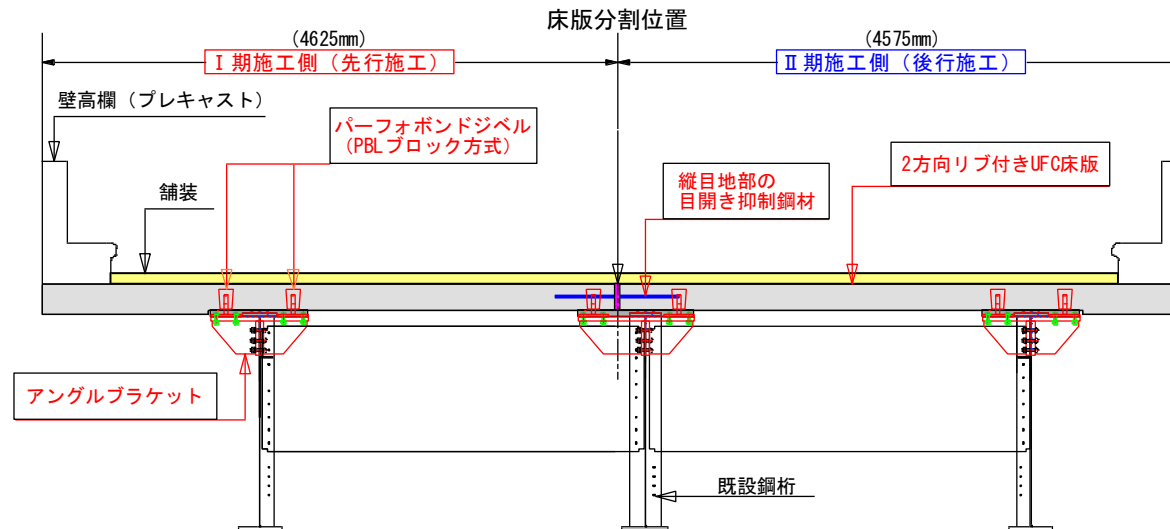 床版分割位置
(4625mm)
(4575mm)
Ⅰ期施工側（先行施工）
Ⅱ期施工側（後行施工）
壁高欄（プレキャスト）
パーフォボンドジベル
（PBLブロック方式）
縦目地部の
目開き抑制鋼材
2方向リブ付きUFC床版
舗装
アングルブラケット
既設鋼桁